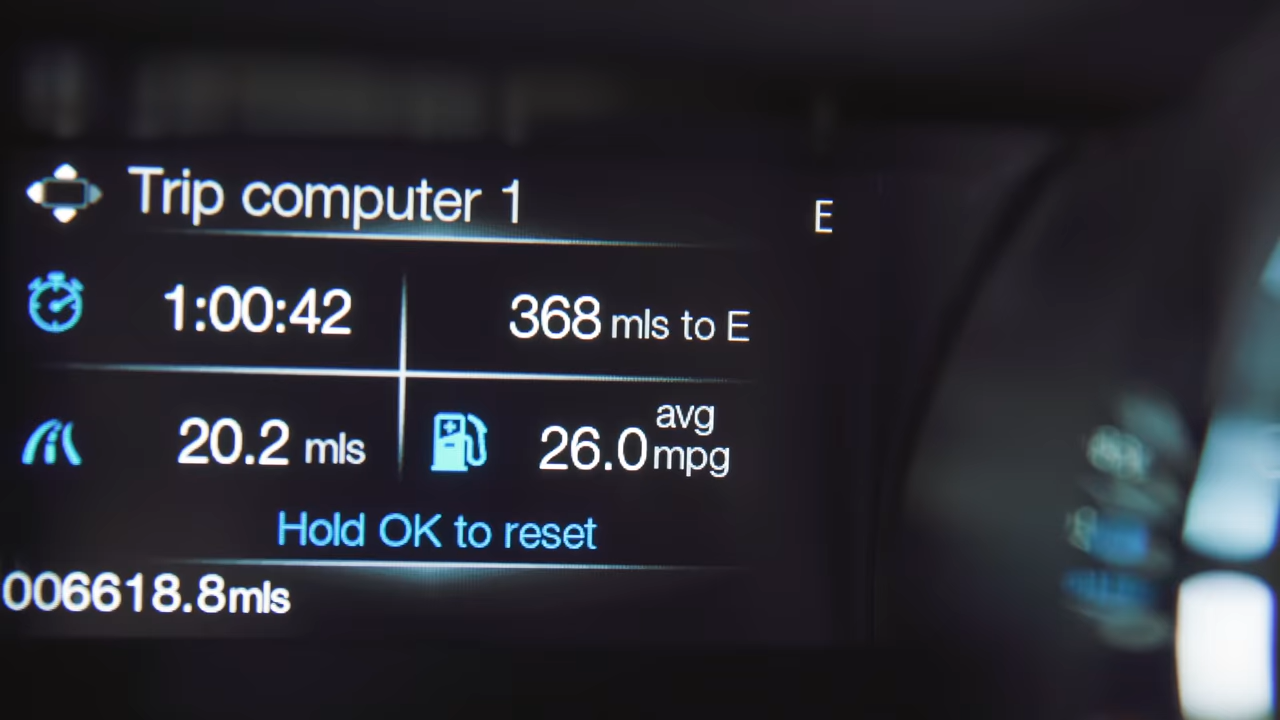 Trip computer 1
E
1:00:42
368 mls to E
20.2 mls
26.0 avg mpg
Hold OK to reset
006618.8mls